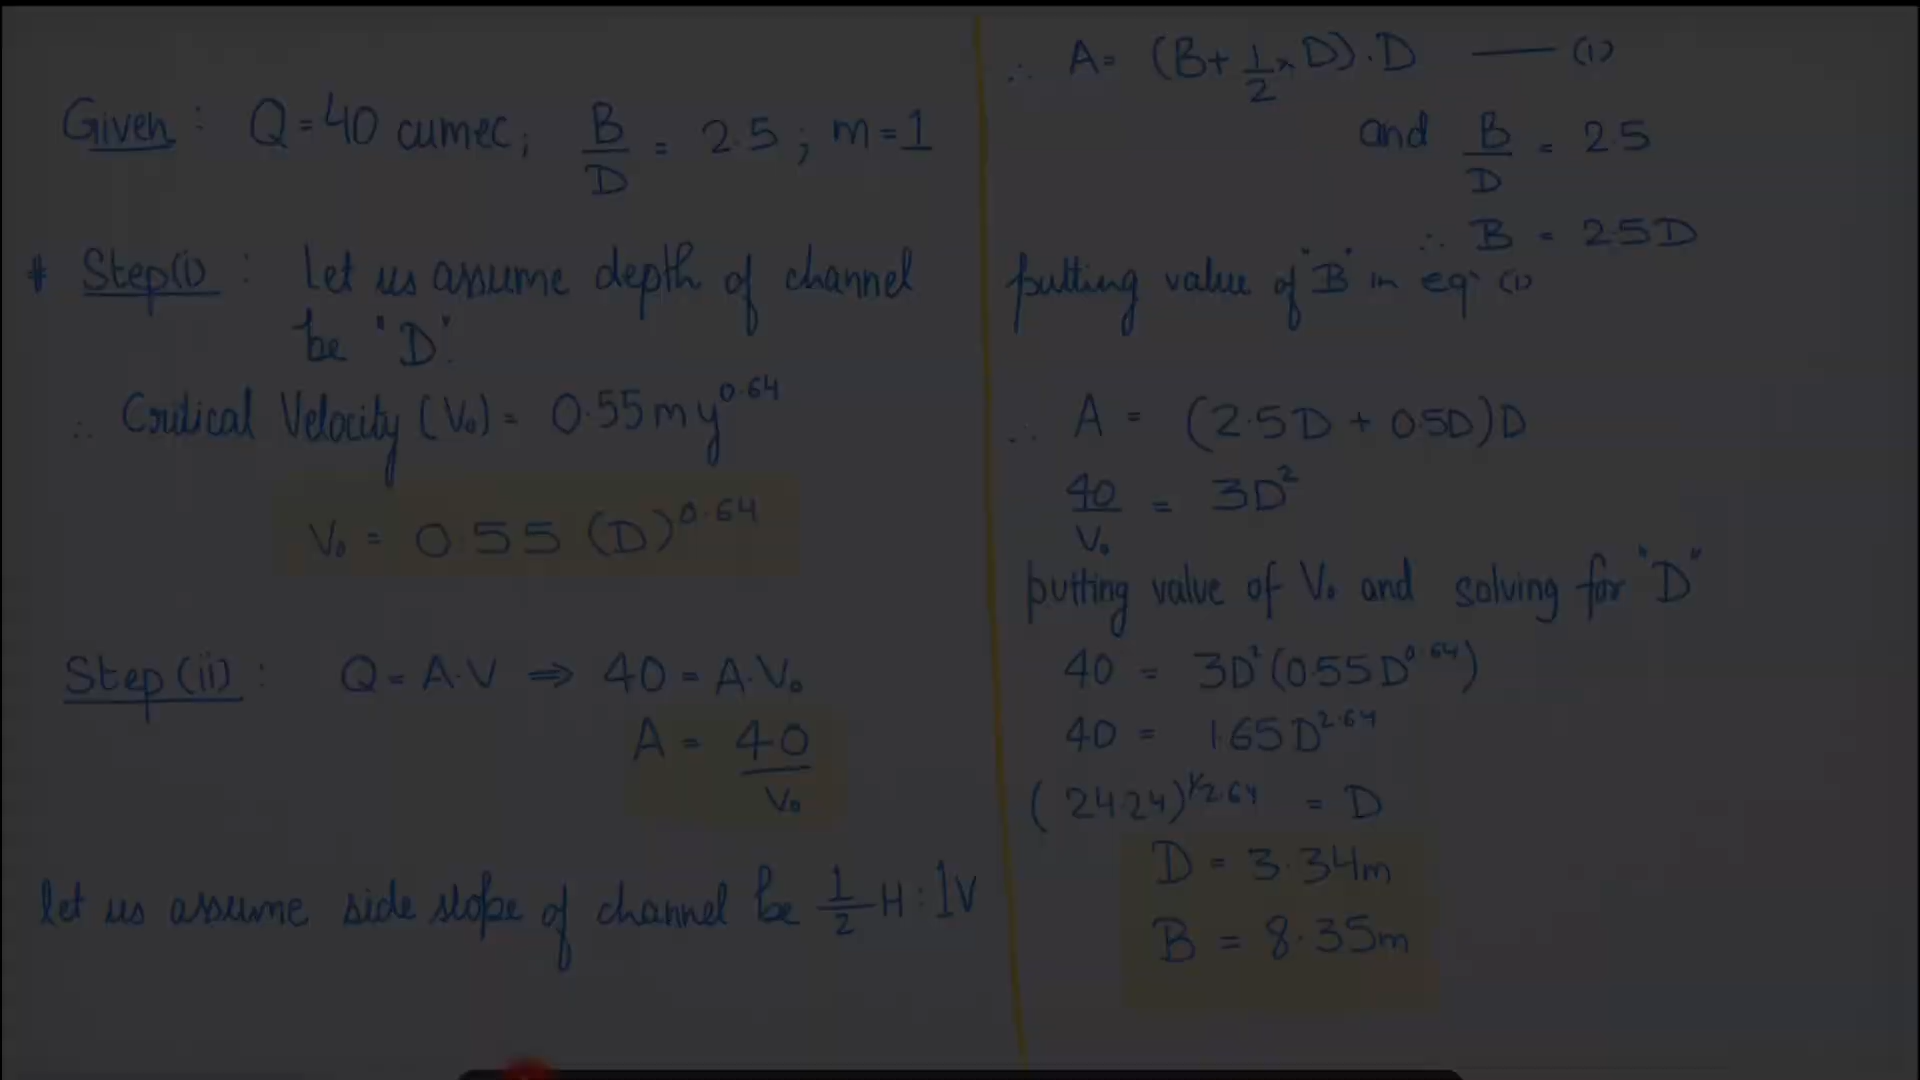 Given : Q = 40 cumec; B/D = 2.5 ; m = 1
# Step(i) : let us assume depth of channel
be "D".
∴ Critical Velocity (V₀) = 0.55 m y^0.64
V₀ = 0.55 (D)^0.64
Step (ii) : Q = A.V ⇒ 40 = A.V₀
A = 40/V₀
let us assume side slope of channel be 1/2 H : 1V
∴ A = (B + 1/2 × D).D —— (1)
and B/D = 2.5
∴ B = 2.5D
putting value of "B" in eqⁿ (1)
∴ A = (2.5D + 0.5D)D
40/V₀ = 3D²
putting value of V₀ and solving for "D"
40 = 3D²(0.55D^0.64)
40 = 1.65D^2.64
(24.24)^1/2.64 = D
D = 3.34m
B = 8.35m